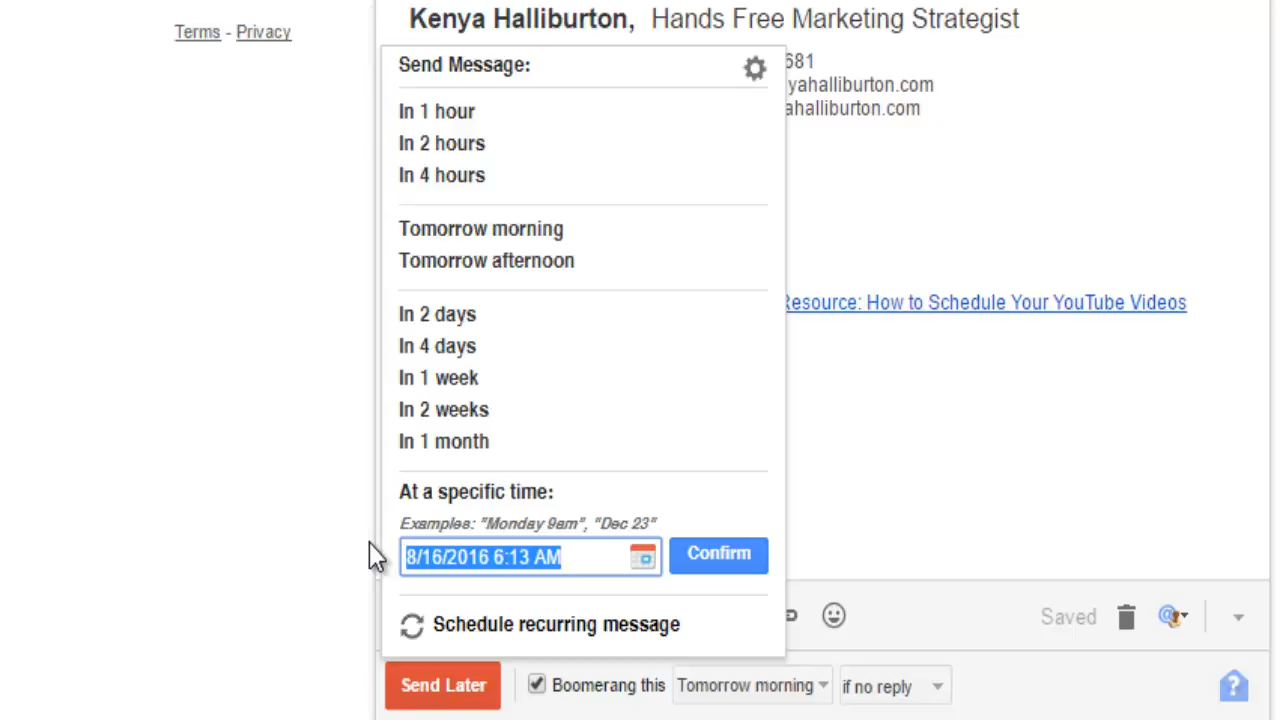 Terms - Privacy
Kenya Halliburton, Hands Free Marketing Strategist
681
yahalliburton.com
ahalliburton.com
Send Message:
In 1 hour
In 2 hours
In 4 hours
Tomorrow morning
Tomorrow afternoon
In 2 days
In 4 days
In 1 week
In 2 weeks
In 1 month
Resource: How to Schedule Your YouTube Videos
At a specific time:
Examples: "Monday 9am", "Dec 23"
8/16/2016 6:13 AM
Confirm
Schedule recurring message
Saved
Send Later
Boomerang this
Tomorrow morning
if no reply
?